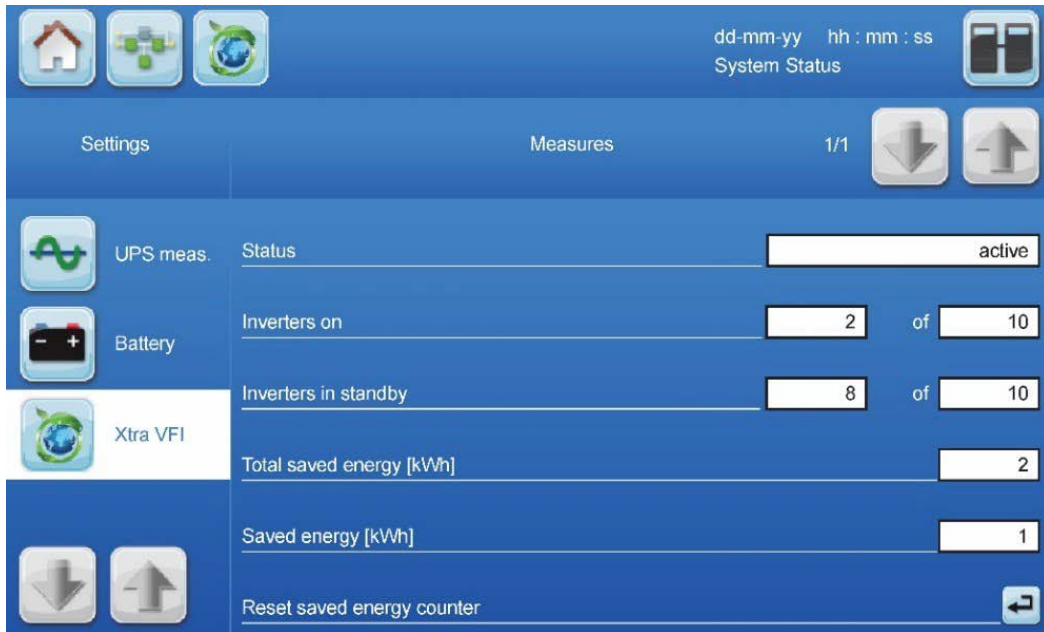 dd-mm-yy hh : mm : ss
System Status
Settings Measures 1/1
UPS meas. Status active
Inverters on 2 of 10
Battery
Inverters in standby 8 of 10
Xtra VFI
Total saved energy [kWh] 2
Saved energy [kWh] 1
Reset saved energy counter